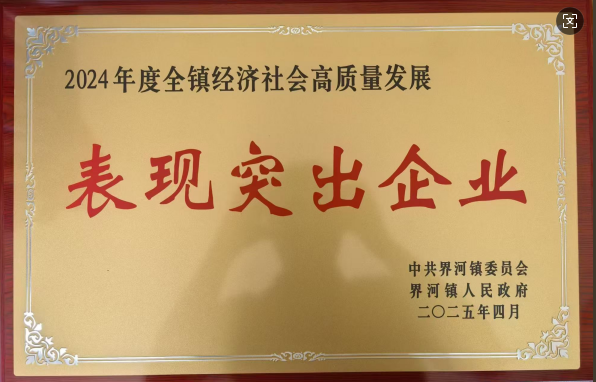 2024年度全镇经济社会高质量发展
表现突出企业
中共界河镇委员会
界河镇人民政府
二〇二五年四月